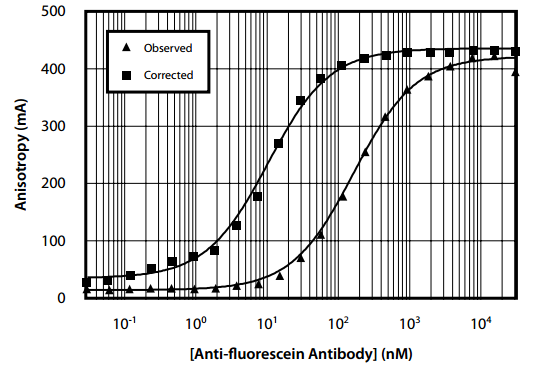 500
400
300
200
100
0
Anisotropy (mA)
Observed
Corrected
10-1 100 101 102 103 104
[Anti-fluorescein Antibody] (nM)